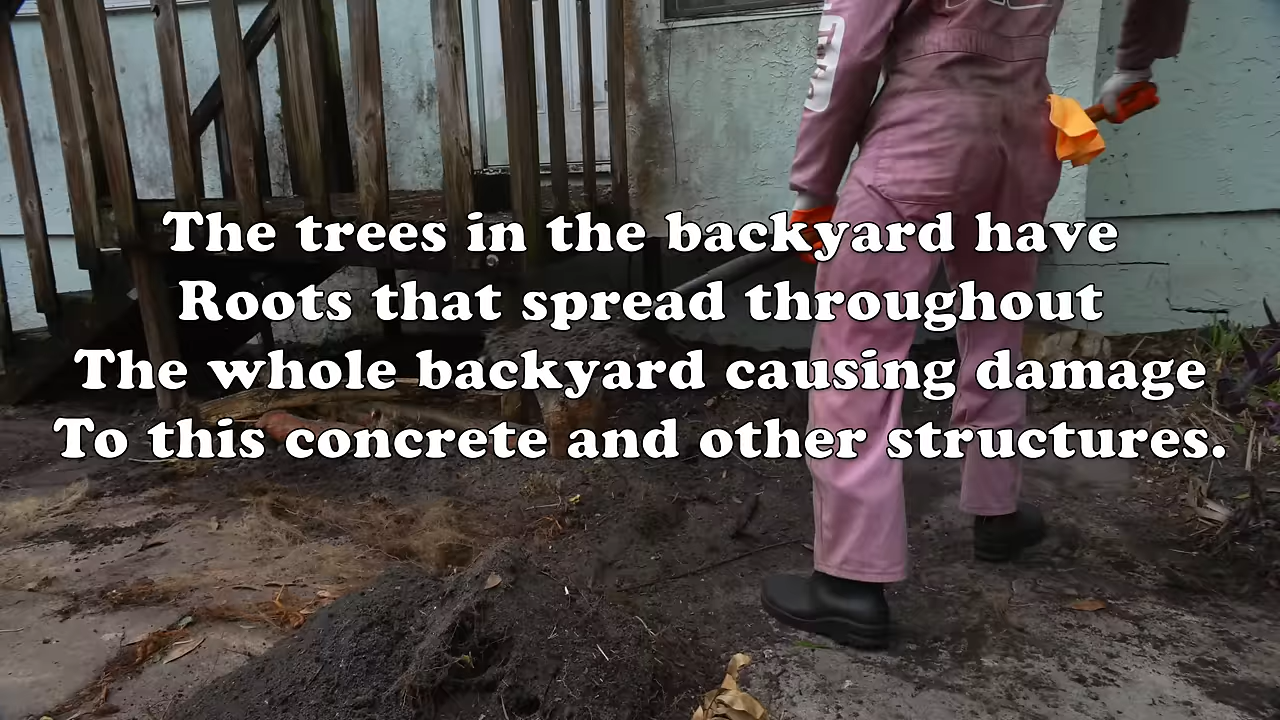 The trees in the backyard have
Roots that spread throughout
The whole backyard causing damage
To this concrete and other structures.